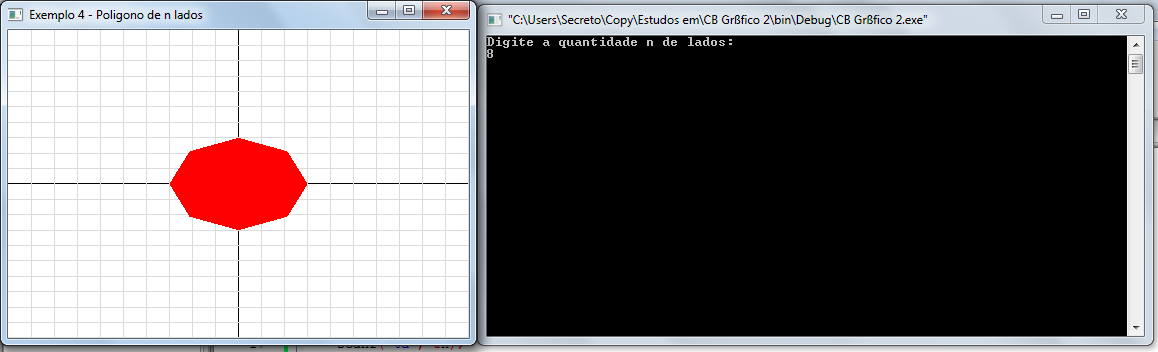 Exemplo 4 - Poligono de n lados
"C:\Users\Secreto\Copy\Estudos em\CB Grßfico 2\bin\Debug\CB Grßfico 2.exe"
Digite a quantidade n de lados:
8